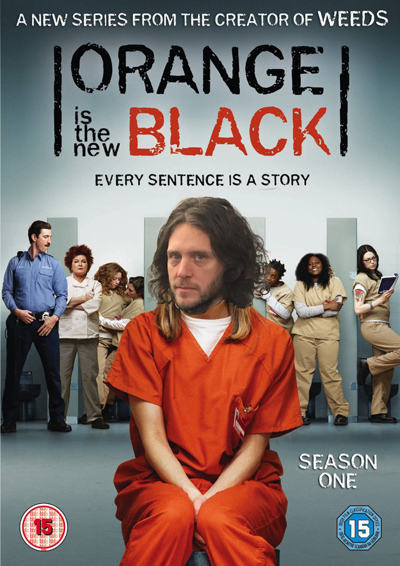 A NEW SERIES FROM THE CREATOR OF WEEDS
ORANGE
is
the
new
BLACK
EVERY SENTENCE IS A STORY
SEASON
ONE
15
15